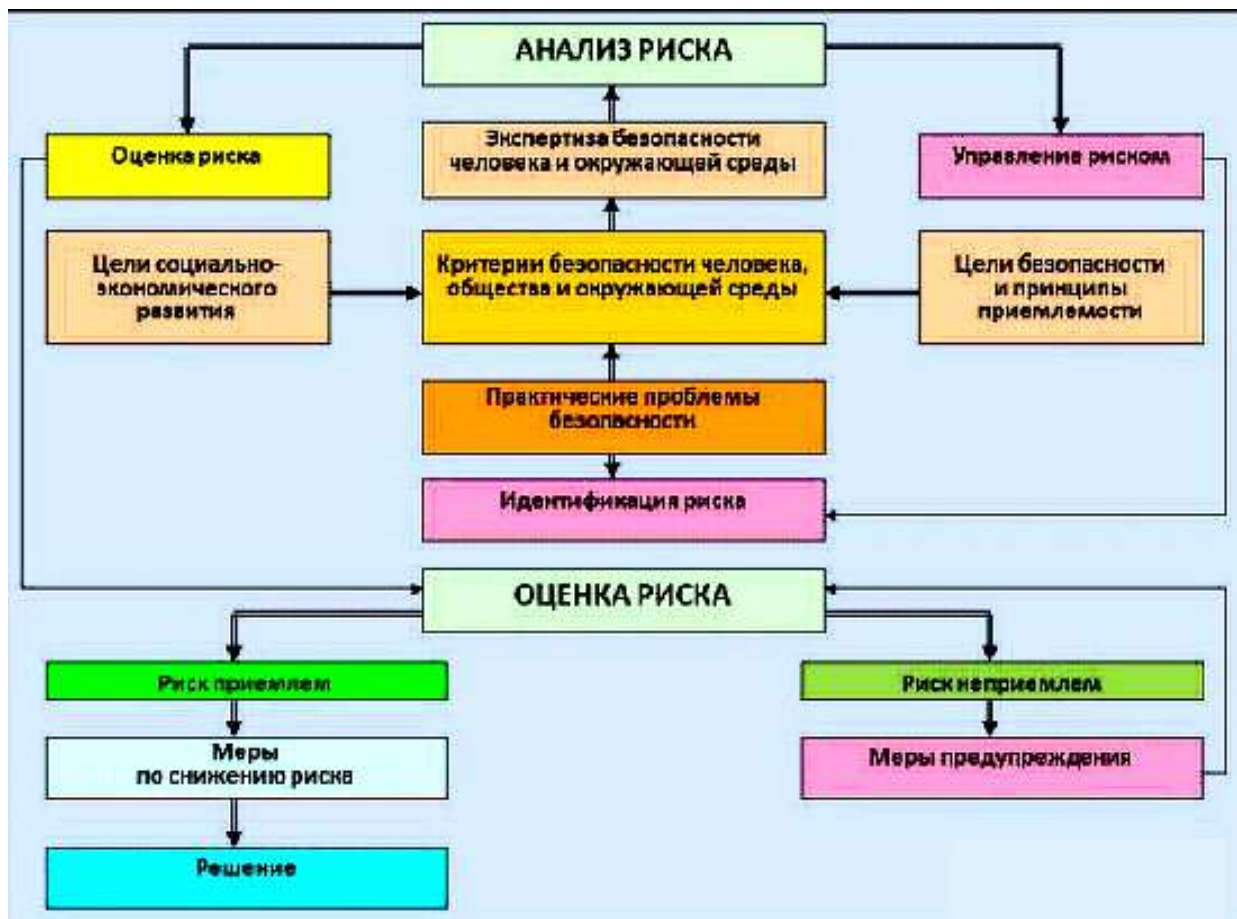 АНАЛИЗ РИСКА
Оценка риска
Экспертиза безопасности
человека и окружающей среды
Управление риском
Цели социально-
экономического
развития
Критерии безопасности человека,
общества и окружающей среды
Цели безопасности
и принципы
приемлемости
Практические проблемы
безопасности
Идентификация риска
ОЦЕНКА РИСКА
Риск приемлем
Риск неприемлем
Меры
по снижению риска
Меры предупреждения
Решение